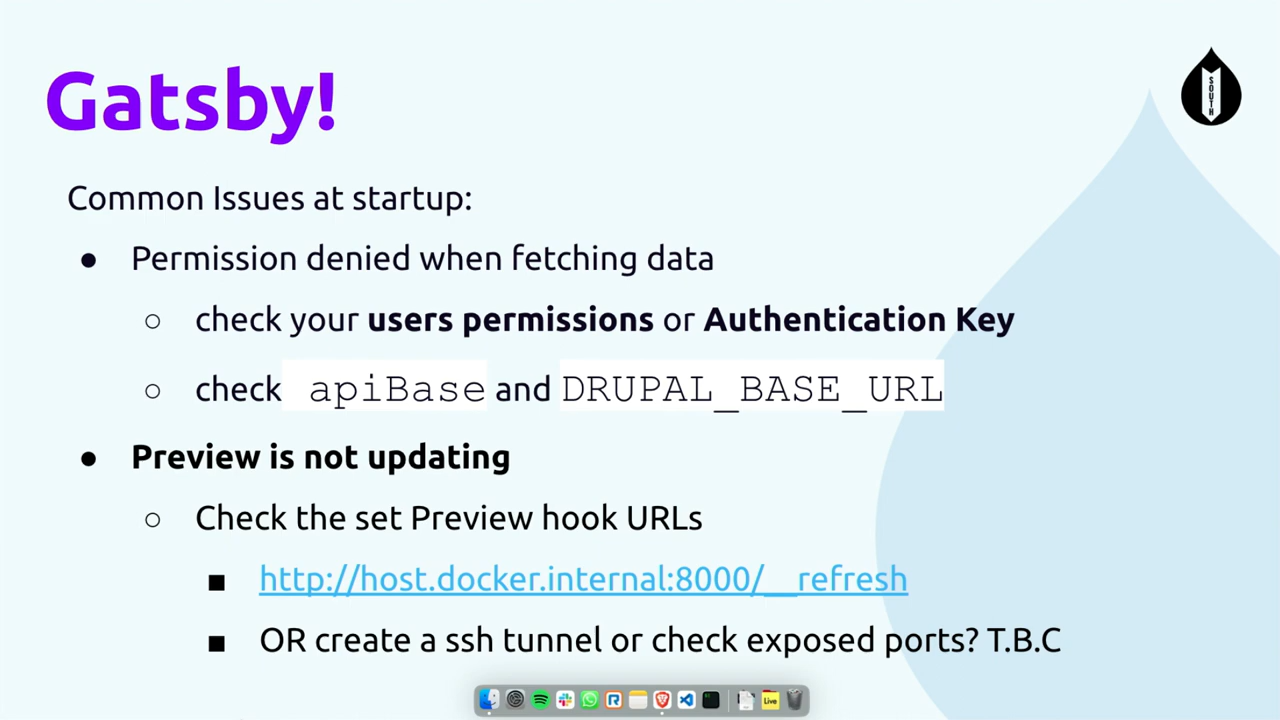 Gatsby!
SOUTH
Common Issues at startup:
● Permission denied when fetching data
○ check your users permissions or Authentication Key
○ check apiBase and DRUPAL_BASE_URL
● Preview is not updating
○ Check the set Preview hook URLs
■ http://host.docker.internal:8000/__refresh
■ OR create a ssh tunnel or check exposed ports? T.B.C
Live